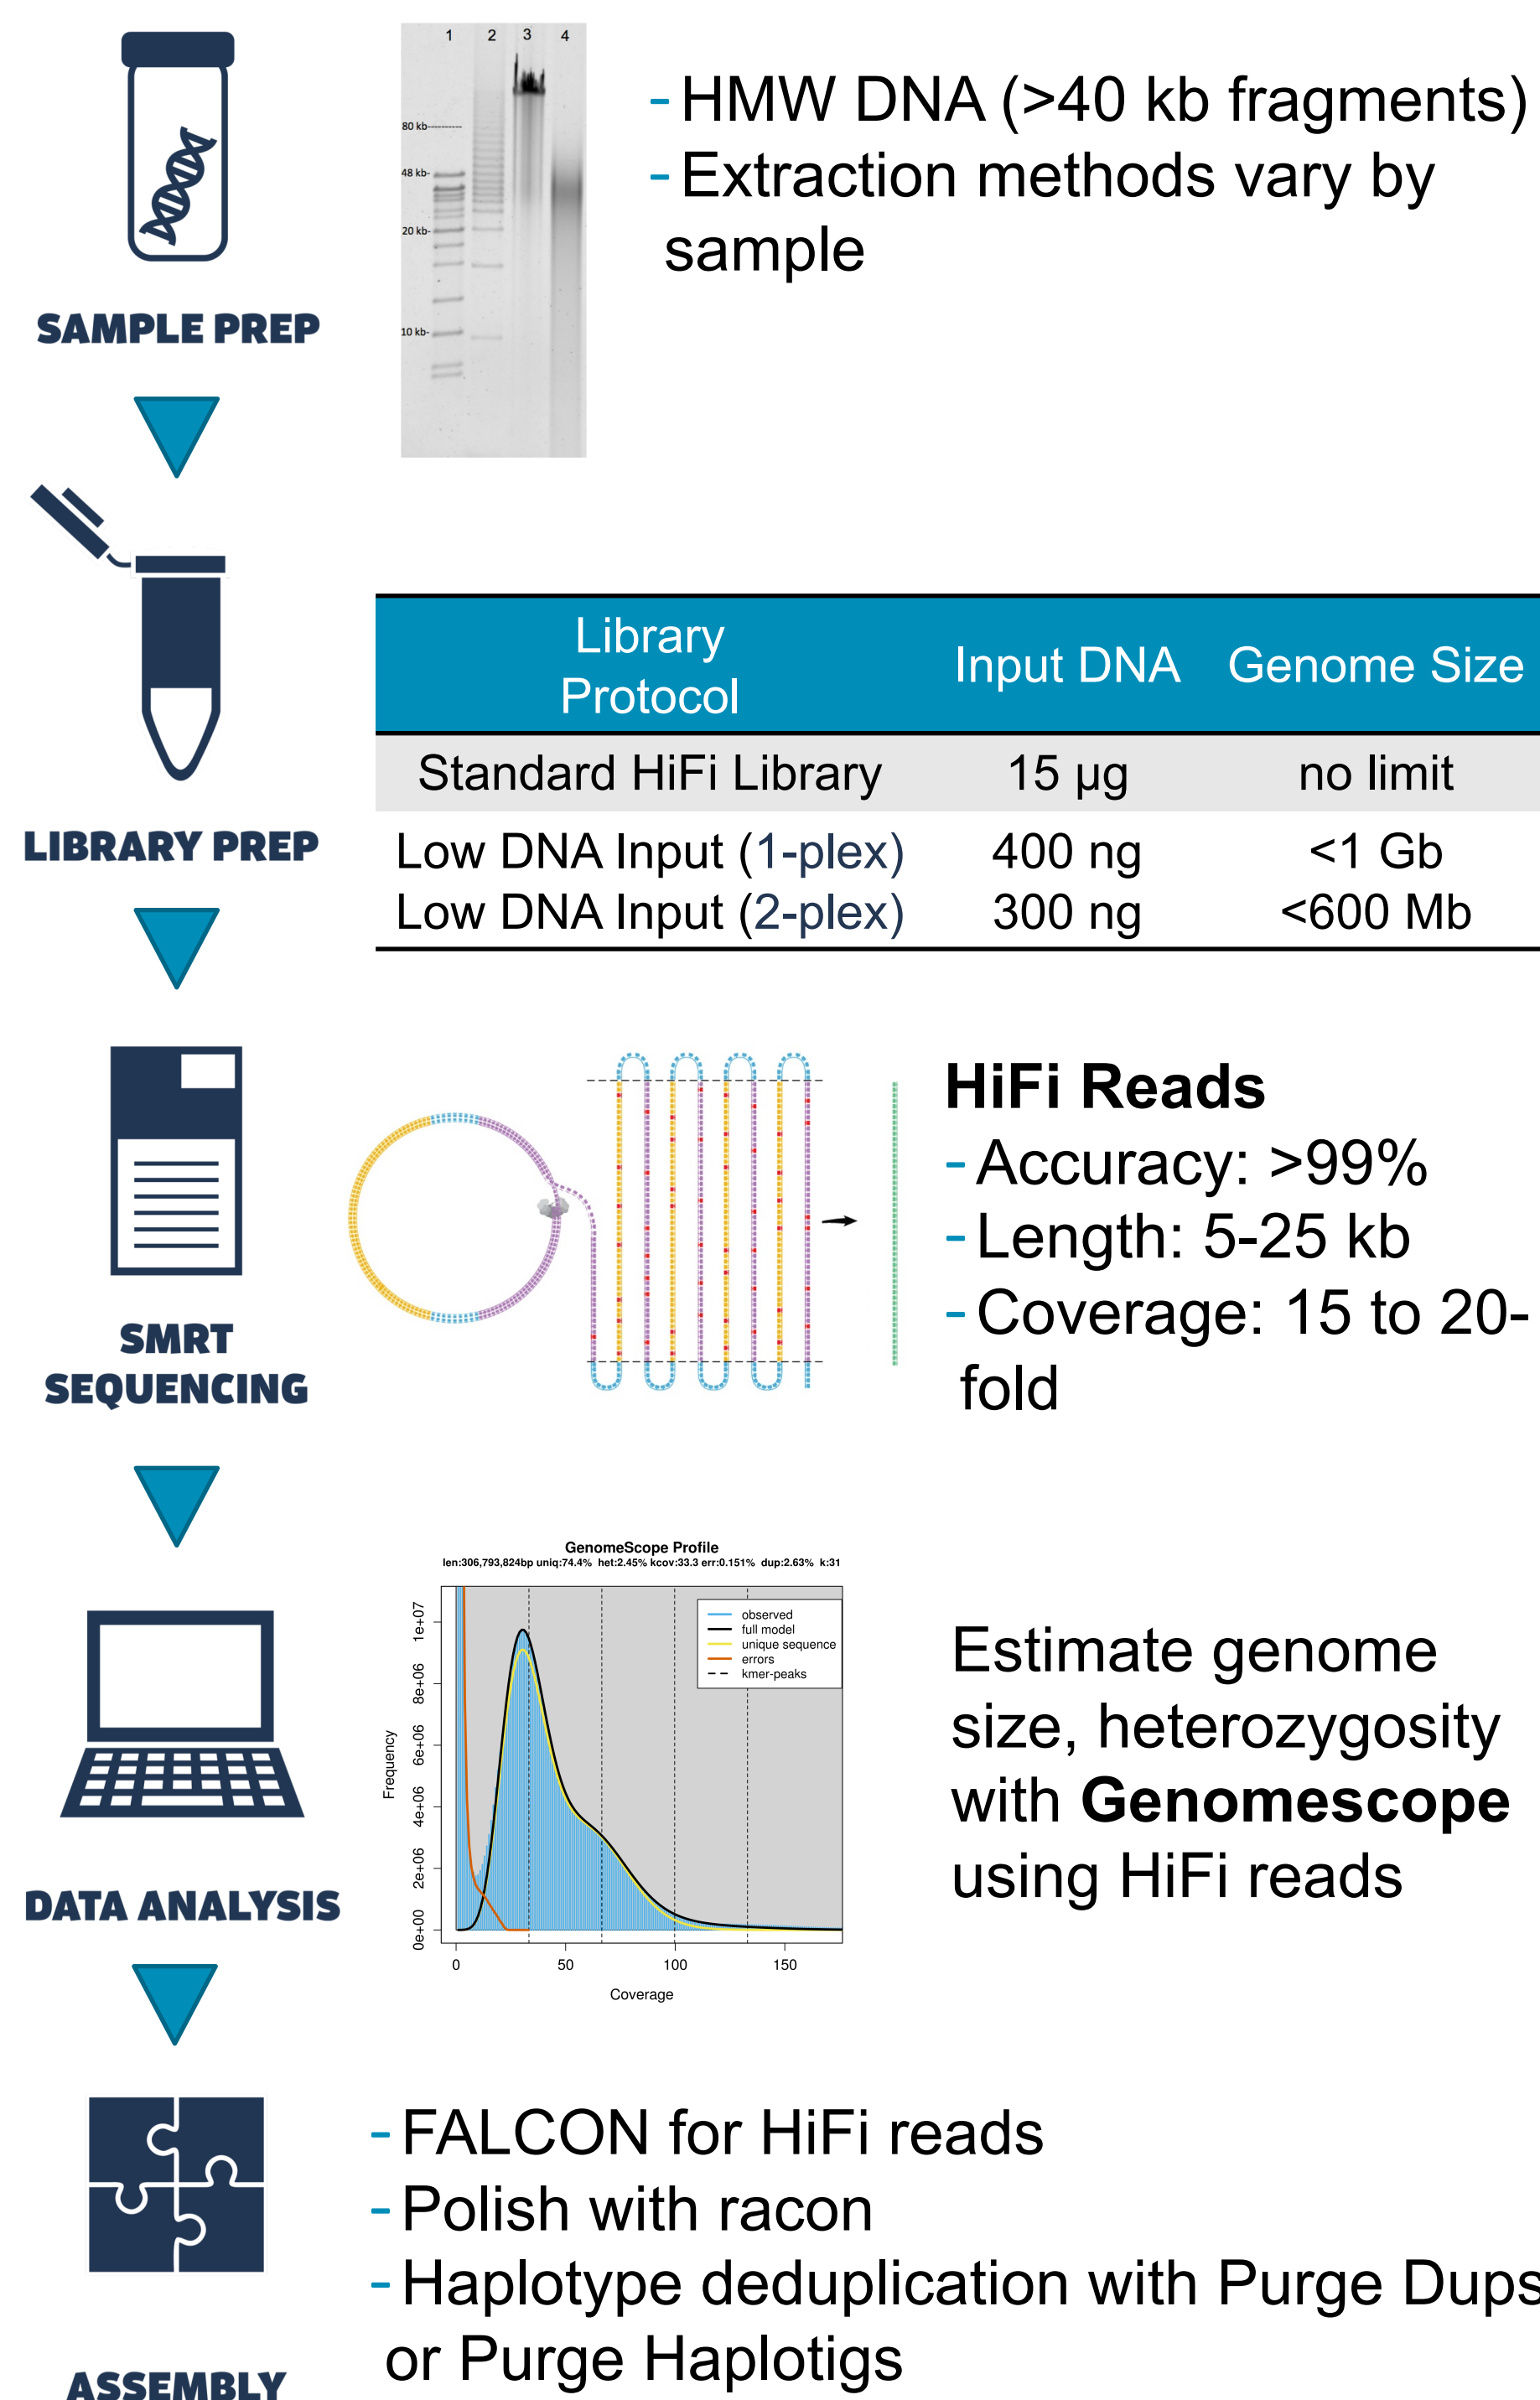 1 2 3 4
80 kb-
48 kb-
20 kb-
10 kb-
- HMW DNA (>40 kb fragments)
- Extraction methods vary by
sample
SAMPLE PREP
Library
Protocol
Input DNA
Genome Size
Standard HiFi Library 15 µg no limit
Low DNA Input (1-plex) 400 ng <1 Gb
Low DNA Input (2-plex) 300 ng <600 Mb
LIBRARY PREP
HiFi Reads
- Accuracy: >99%
- Length: 5-25 kb
- Coverage: 15 to 20-
fold
SMRT
SEQUENCING
GenomeScope Profile
len:306,793,824bp uniq:74.4% het:2.45% kcov:33.3 err:0.151% dup:2.63% k:31
observed
full model
unique sequence
errors
kmer-peaks
Frequency
1e+07
8e+06
6e+06
4e+06
2e+06
0e+00
0 50 100 150
Coverage
Estimate genome
size, heterozygosity
with Genomescope
using HiFi reads
DATA ANALYSIS
- FALCON for HiFi reads
- Polish with racon
- Haplotype deduplication with Purge Dups
or Purge Haplotigs
ASSEMBLY